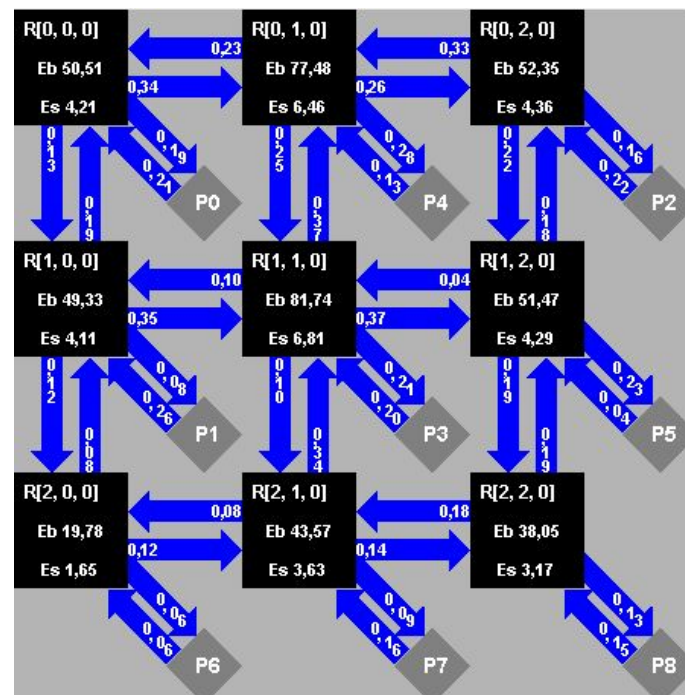 R[0, 0, 0]
Eb 50,51
Es 4,21
0,23
0,34
R[0, 1, 0]
Eb 77,48
Es 6,46
0,33
0,26
R[0, 2, 0]
Eb 52,35
Es 4,36
0,13
0,19
0,19
0,21
P0
0,25
0,37
0,28
0,13
P4
0,22
0,18
0,16
0,22
P2
R[1, 0, 0]
Eb 49,33
Es 4,11
0,10
0,35
R[1, 1, 0]
Eb 81,74
Es 6,81
0,04
0,37
R[1, 2, 0]
Eb 51,47
Es 4,29
0,12
0,08
0,08
0,26
P1
0,10
0,34
0,21
0,20
P3
0,19
0,19
0,23
0,04
P5
R[2, 0, 0]
Eb 19,78
Es 1,65
0,08
0,12
R[2, 1, 0]
Eb 43,57
Es 3,63
0,18
0,14
R[2, 2, 0]
Eb 38,05
Es 3,17
0,06
0,06
P6
0,09
0,16
P7
0,13
0,15
P8